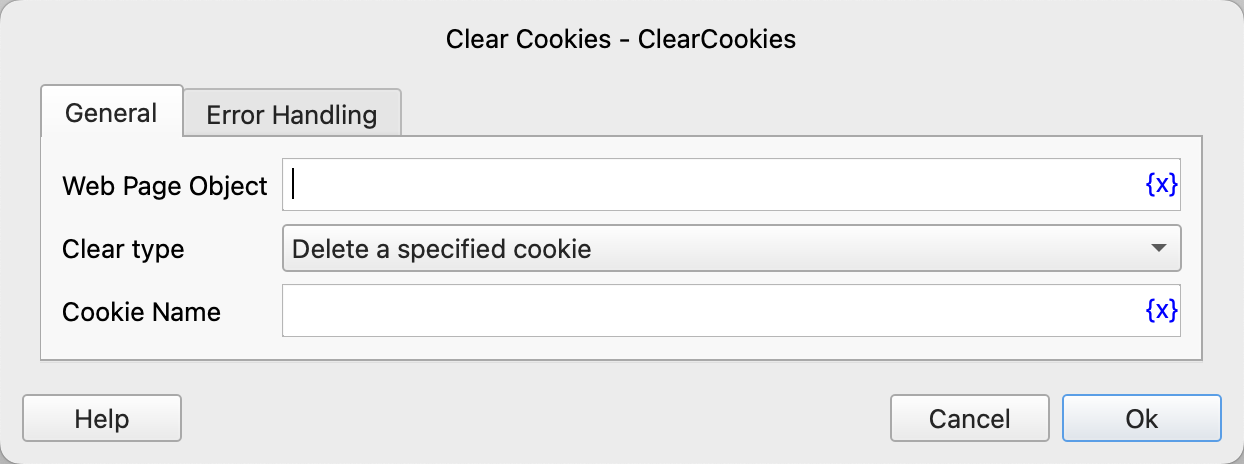 Clear Cookies - ClearCookies
General Error Handling
Web Page Object {x}
Clear type Delete a specified cookie
Cookie Name {x}
Help Cancel Ok